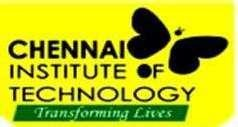 CHENNAI
INSTITUTE OF
TECHNOLOGY
Transforming Lives